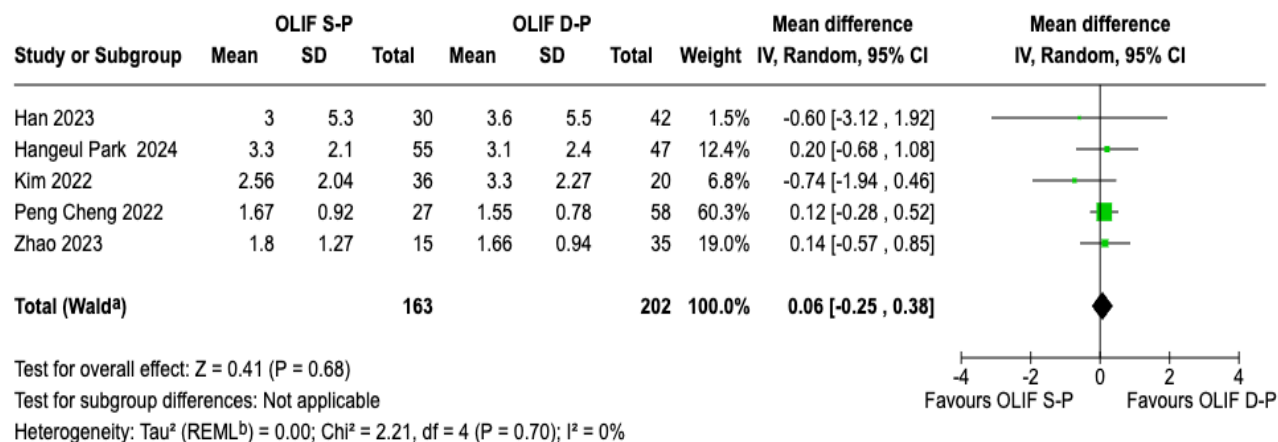 OLIF S-P OLIF D-P Mean difference Mean difference
Study or Subgroup Mean SD Total Mean SD Total Weight IV, Random, 95% CI IV, Random, 95% CI
Han 2023 3 5.3 30 3.6 5.5 42 1.5% -0.60 [-3.12 , 1.92]
Hangeul Park 2024 3.3 2.1 55 3.1 2.4 47 12.4% 0.20 [-0.68 , 1.08]
Kim 2022 2.56 2.04 36 3.3 2.27 20 6.8% -0.74 [-1.94 , 0.46]
Peng Cheng 2022 1.67 0.92 27 1.55 0.78 58 60.3% 0.12 [-0.28 , 0.52]
Zhao 2023 1.8 1.27 15 1.66 0.94 35 19.0% 0.14 [-0.57 , 0.85]
Total (Waldᵃ) 163 202 100.0% 0.06 [-0.25 , 0.38]
Test for overall effect: Z = 0.41 (P = 0.68)
-4 -2 0 2 4
Test for subgroup differences: Not applicable
Favours OLIF S-P Favours OLIF D-P
Heterogeneity: Tau² (REMLᵇ) = 0.00; Chi² = 2.21, df = 4 (P = 0.70); I² = 0%